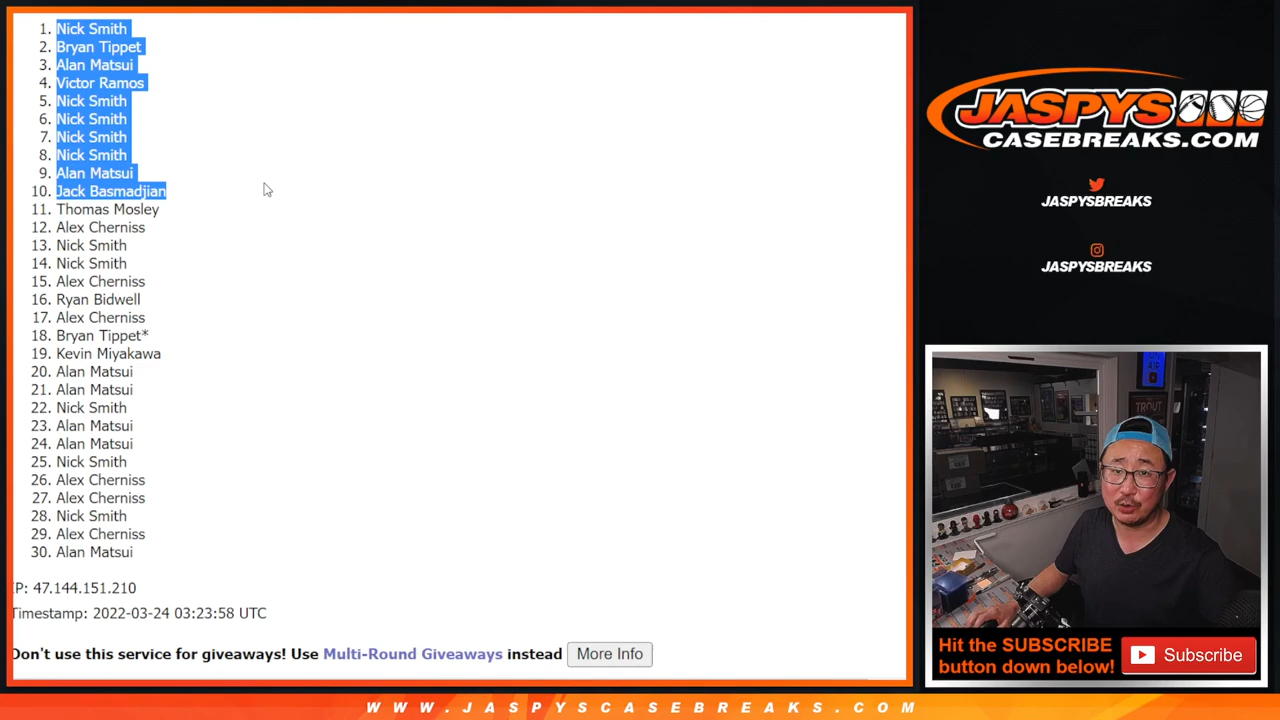 1. Nick Smith
2. Bryan Tippet
3. Alan Matsui
4. Victor Ramos
5. Nick Smith
6. Nick Smith
7. Nick Smith
8. Nick Smith
9. Alan Matsui
10. Jack Basmadjian
11. Thomas Mosley
12. Alex Cherniss
13. Nick Smith
14. Nick Smith
15. Alex Cherniss
16. Ryan Bidwell
17. Alex Cherniss
18. Bryan Tippet*
19. Kevin Miyakawa
20. Alan Matsui
21. Alan Matsui
22. Nick Smith
23. Alan Matsui
24. Alan Matsui
25. Nick Smith
26. Alex Cherniss
27. Alex Cherniss
28. Nick Smith
29. Alex Cherniss
30. Alan Matsui
IP: 47.144.151.210
Timestamp: 2022-03-24 03:23:58 UTC
Don't use this service for giveaways! Use Multi-Round Giveaways instead More Info
JASPYS
CASEBREAKS.COM
JASPYSBREAKS
JASPYSBREAKS
TROUT
Hit the SUBSCRIBE
button down below!
Subscribe
WWW.JASPYSCASEBREAKS.COM